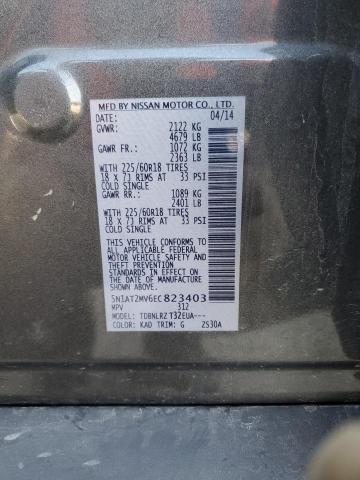 MFD BY NISSAN MOTOR CO., LTD.
DATE: 04/14
GVWR: 2122 KG
4679 LB
GAWR FR.: 1072 KG
2363 LB
WITH 225/60R18 TIRES
18 X 7J RIMS AT 33 PSI
COLD SINGLE
GAWR RR.: 1089 KG
2401 LB
WITH 225/60R18 TIRES
18 X 7J RIMS AT 33 PSI
COLD SINGLE
THIS VEHICLE CONFORMS TO
ALL APPLICABLE FEDERAL
MOTOR VEHICLE SAFETY AND
THEFT PREVENTION
STANDARDS IN EFFECT ON THE
DATE OF MANUFACTURE
SHOWN ABOVE.
5N1AT2MV6EC823403
MPV 312
MODEL: TDBNLRZ T32EUA---
COLOR: KAD TRIM: G 2S30A